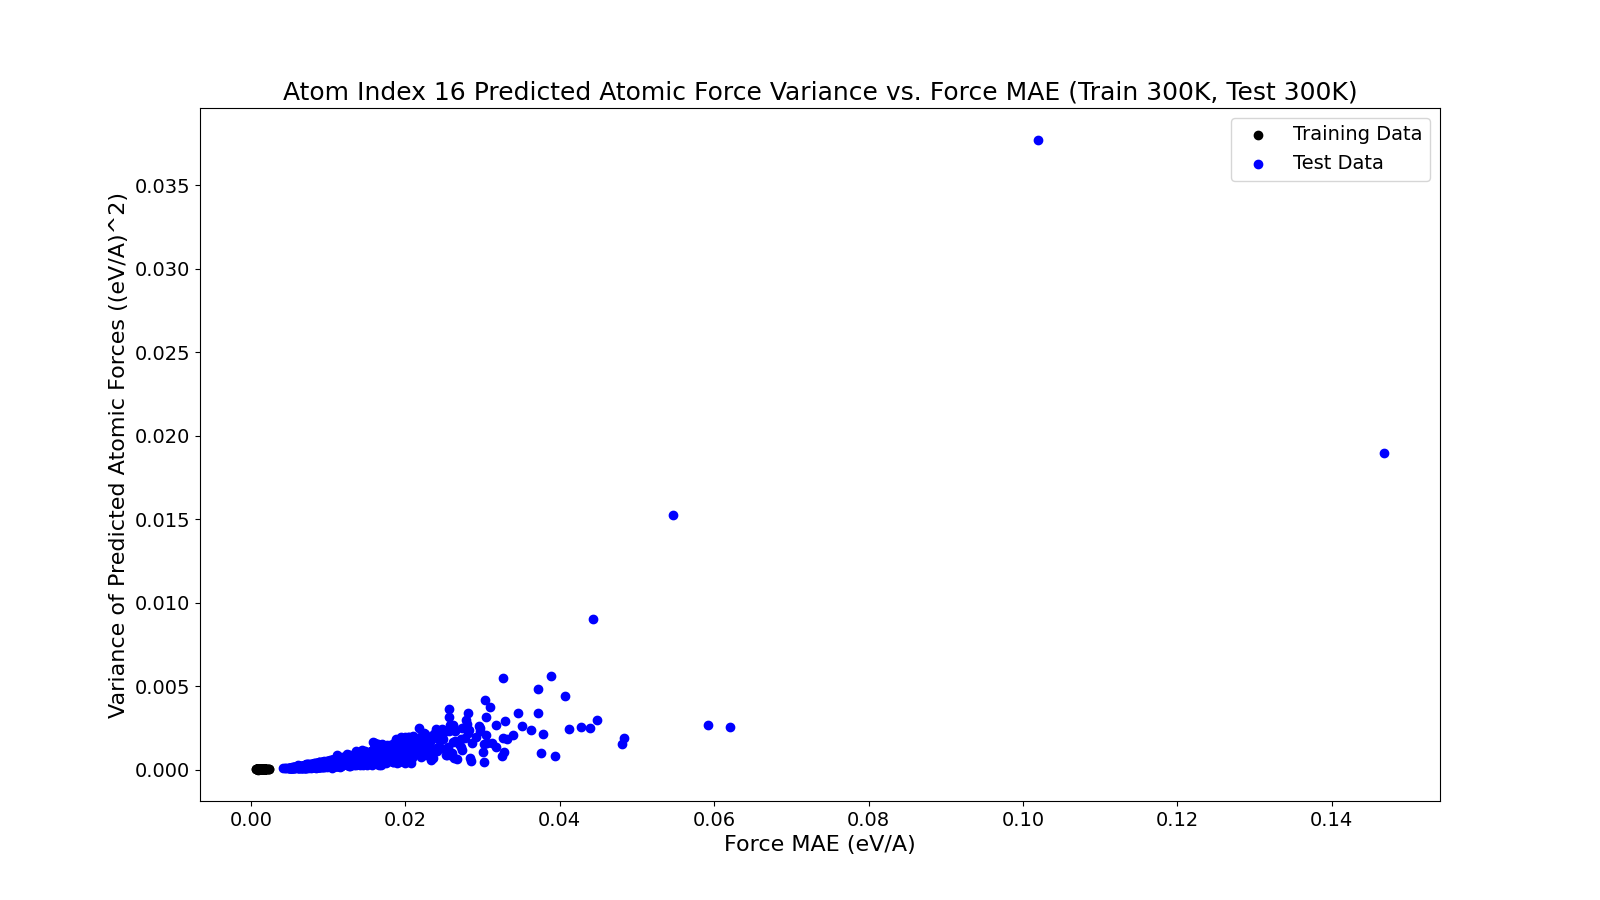 Atom Index 16 Predicted Atomic Force Variance vs. Force MAE (Train 300K, Test 300K)
Training Data
Test Data
Variance of Predicted Atomic Forces ((eV/A)^2)
0.035
0.030
0.025
0.020
0.015
0.010
0.005
0.000
0.00 0.02 0.04 0.06 0.08 0.10 0.12 0.14
Force MAE (eV/A)